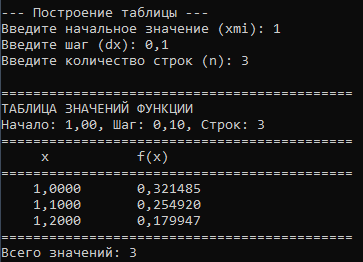 --- Построение таблицы ---
Введите начальное значение (xmi): 1
Введите шаг (dx): 0,1
Введите количество строк (n): 3
============================================
ТАБЛИЦА ЗНАЧЕНИЙ ФУНКЦИИ
Начало: 1,00, Шаг: 0,10, Строк: 3
============================================
x f(x)
============================================
1,0000 0,321485
1,1000 0,254920
1,2000 0,179947
============================================
Всего значений: 3